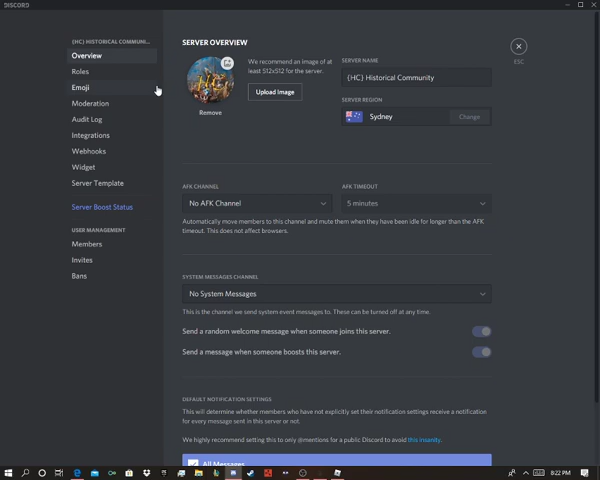 DISCORD
{HC} HISTORICAL COMMUNI...
Overview
Roles
Emoji
Moderation
Audit Log
Integrations
Webhooks
Widget
Server Template
Server Boost Status
USER MANAGEMENT
Members
Invites
Bans
SERVER OVERVIEW
Remove
We recommend an image of at
least 512x512 for the server.
Upload Image
SERVER NAME
{HC} Historical Community
SERVER REGION
Sydney
Change
ESC
AFK CHANNEL
No AFK Channel
AFK TIMEOUT
5 minutes
Automatically move members to this channel and mute them when they have been idle for longer than the AFK
timeout. This does not affect browsers.
SYSTEM MESSAGES CHANNEL
No System Messages
This is the channel we send system event messages to. These can be turned off at any time.
Send a random welcome message when someone joins this server.
Send a message when someone boosts this server.
DEFAULT NOTIFICATION SETTINGS
This will determine whether members who have not explicitly set their notification settings receive a notification
for every message sent in this server or not.
We highly recommend setting this to only @mentions for a public Discord to avoid this insanity.
All Messages
8:22 PM